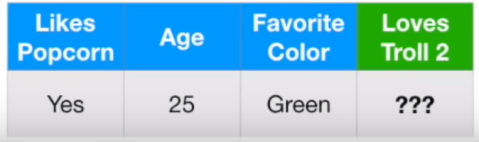 Likes Popcorn Age Favorite Color Loves Troll 2
Yes 25 Green ???